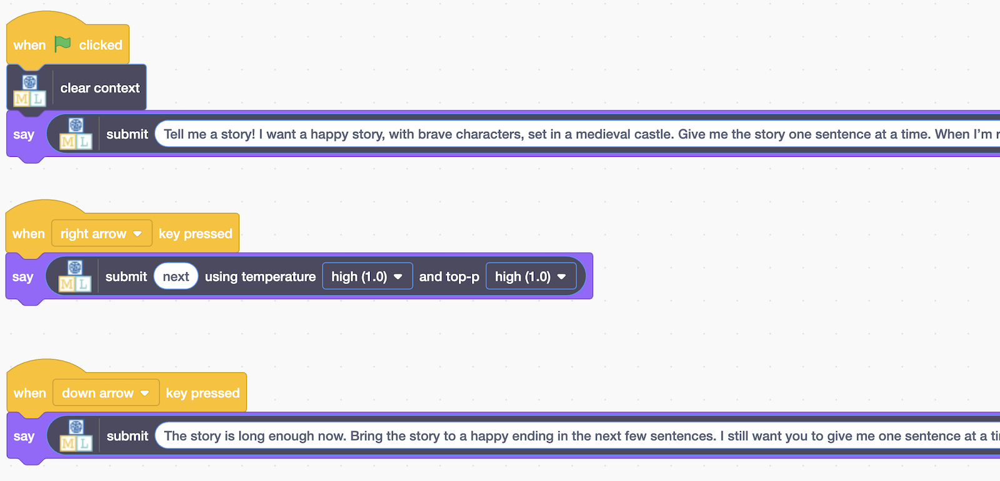 when clicked
M L clear context
say M L submit Tell me a story! I want a happy story, with brave characters, set in a medieval castle. Give me the story one sentence at a time. When I’m
when right arrow key pressed
say M L submit next using temperature high (1.0) and top-p high (1.0)
when down arrow key pressed
say M L submit The story is long enough now. Bring the story to a happy ending in the next few sentences. I still want you to give me one sentence at a